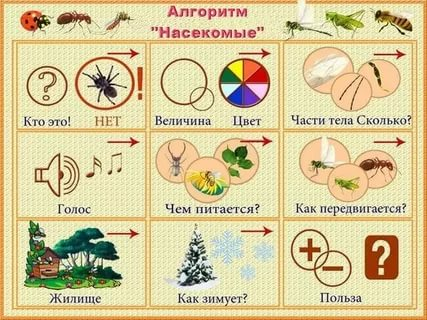 Алгоритм
"Насекомые"
Кто это! НЕТ
Величина Цвет
Части тела Сколько?
Голос
Чем питается?
Как передвигается?
Жилище
Как зимует?
Польза